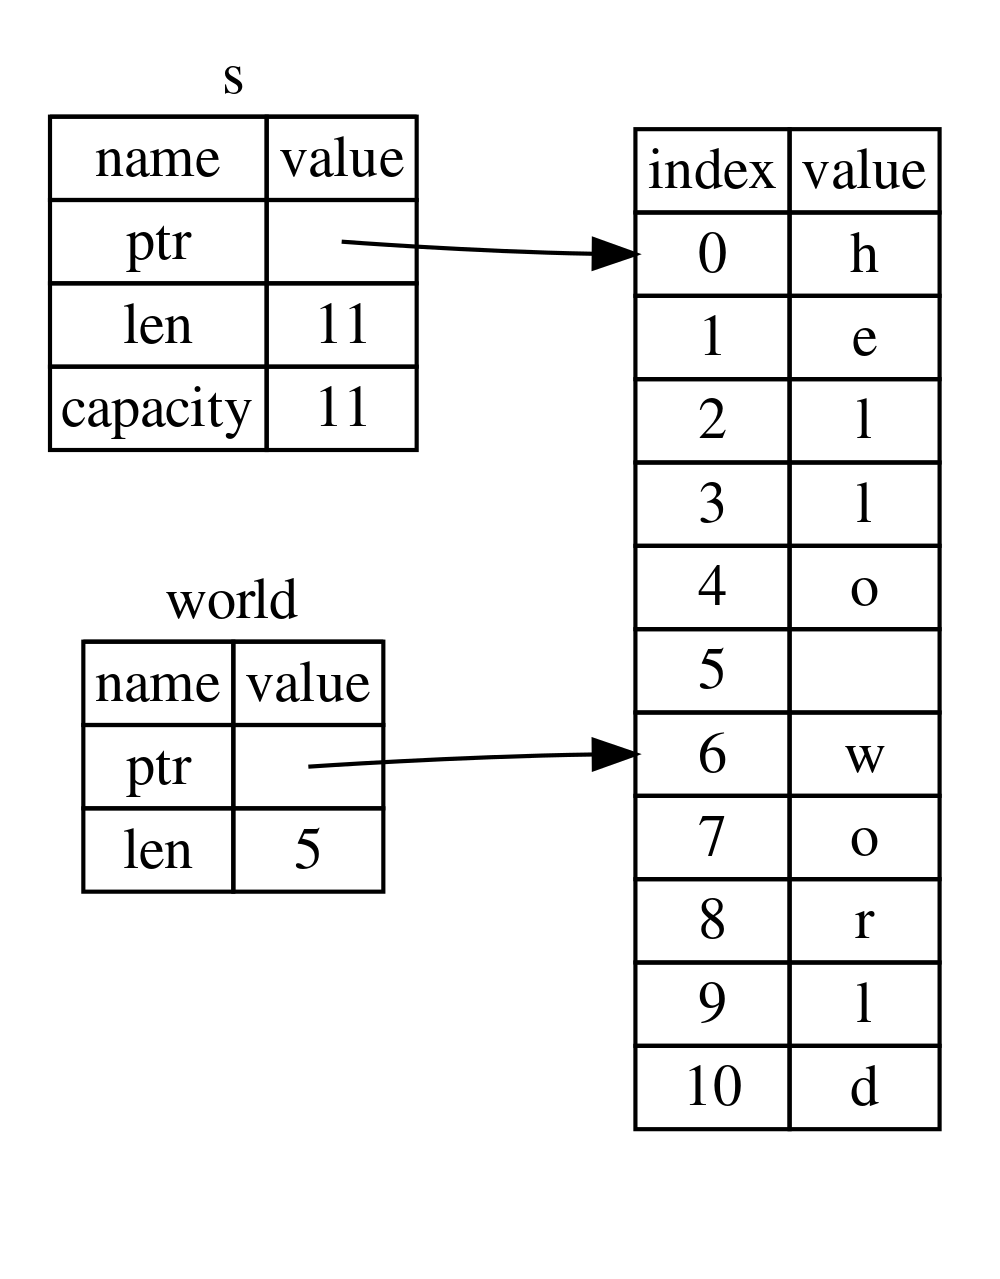 s
name value
ptr
len 11
capacity 11
world
name value
ptr
len 5
index value
0 h
1 e
2 l
3 l
4 o
5
6 w
7 o
8 r
9 l
10 d